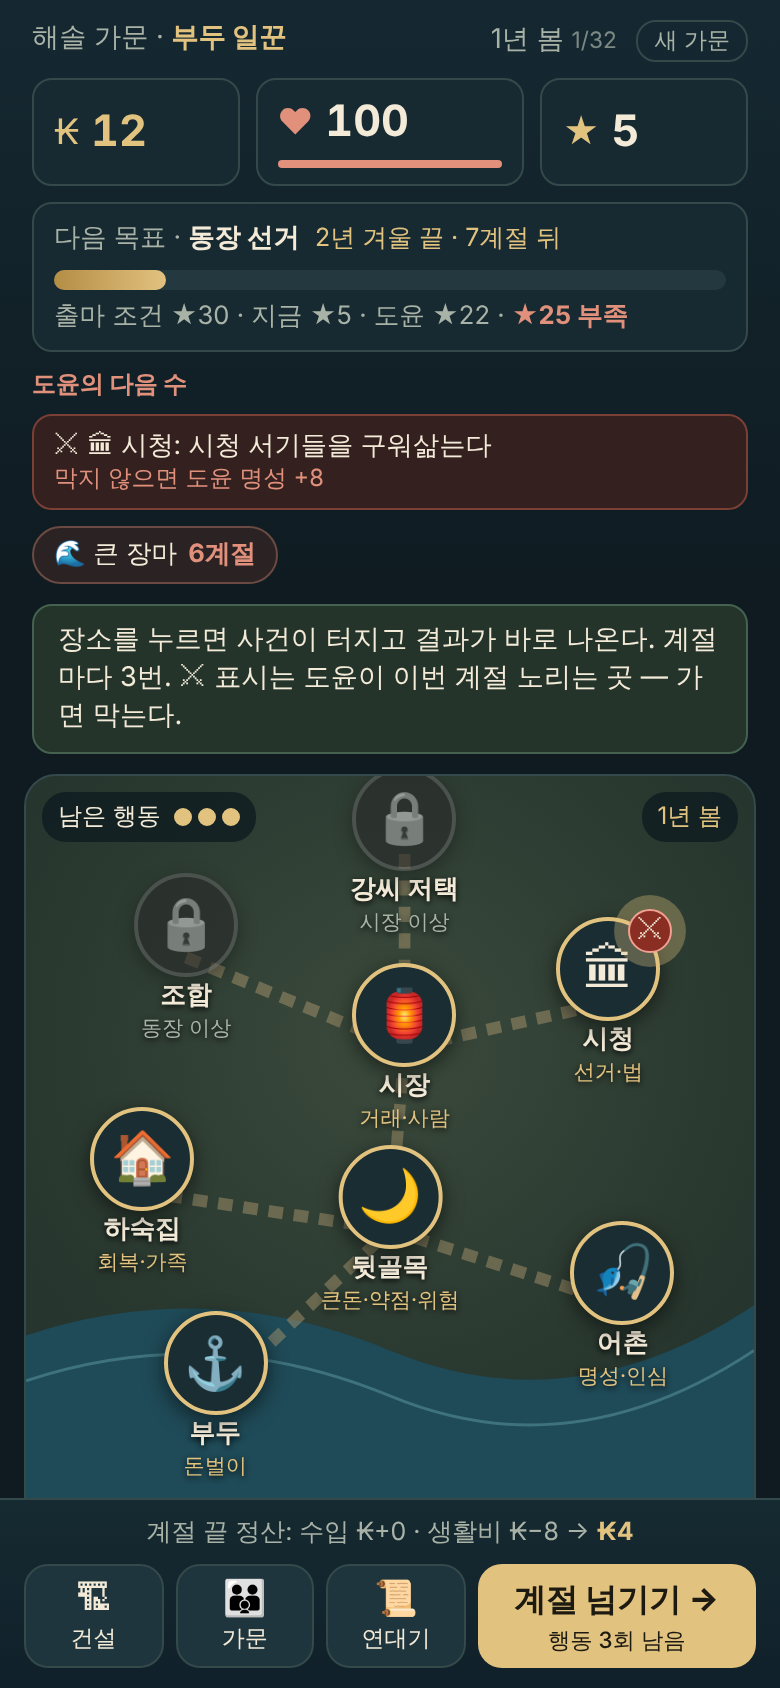 해솔 가문 · 부두 일꾼
1년 봄 1/32
새 가문
₭ 12
♥ 100
★ 5
다음 목표 · 동장 선거 2년 겨울 끝 · 7계절 뒤
출마 조건 ★30 · 지금 ★5 · 도윤 ★22 · ★25 부족
도윤의 다음 수
⚔ 🏛 시청: 시청 서기들을 구워삶는다
막지 않으면 도윤 명성 +8
🌊 큰 장마 6계절
장소를 누르면 사건이 터지고 결과가 바로 나온다. 계절
마다 3번. ⚔ 표시는 도윤이 이번 계절 노리는 곳 — 가
면 막는다.
남은 행동
1년 봄
강씨 저택
시장 이상
조합
동장 이상
시청
선거·법
시장
거래·사람
하숙집
회복·가족
뒷골목
큰돈·약점·위험
어촌
명성·인심
부두
돈벌이
계절 끝 정산: 수입 ₭+0 · 생활비 ₭−8 → ₭4
건설
가문
연대기
계절 넘기기 →
행동 3회 남음